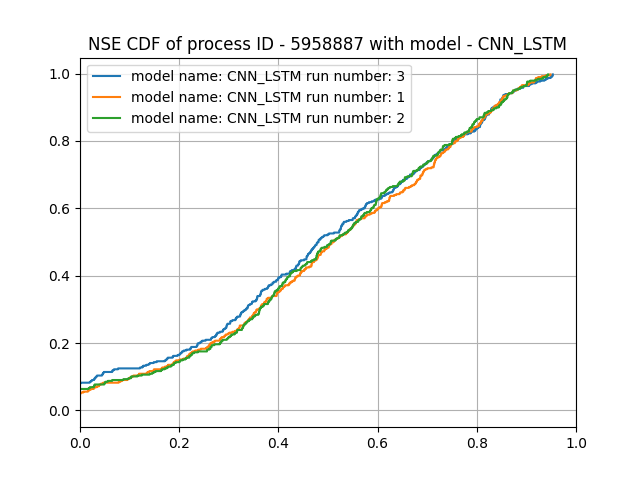 NSE CDF of process ID - 5958887 with model - CNN_LSTM
model name: CNN_LSTM run number: 3
model name: CNN_LSTM run number: 1
model name: CNN_LSTM run number: 2
1.0
0.8
0.6
0.4
0.2
0.0
0.0 0.2 0.4 0.6 0.8 1.0